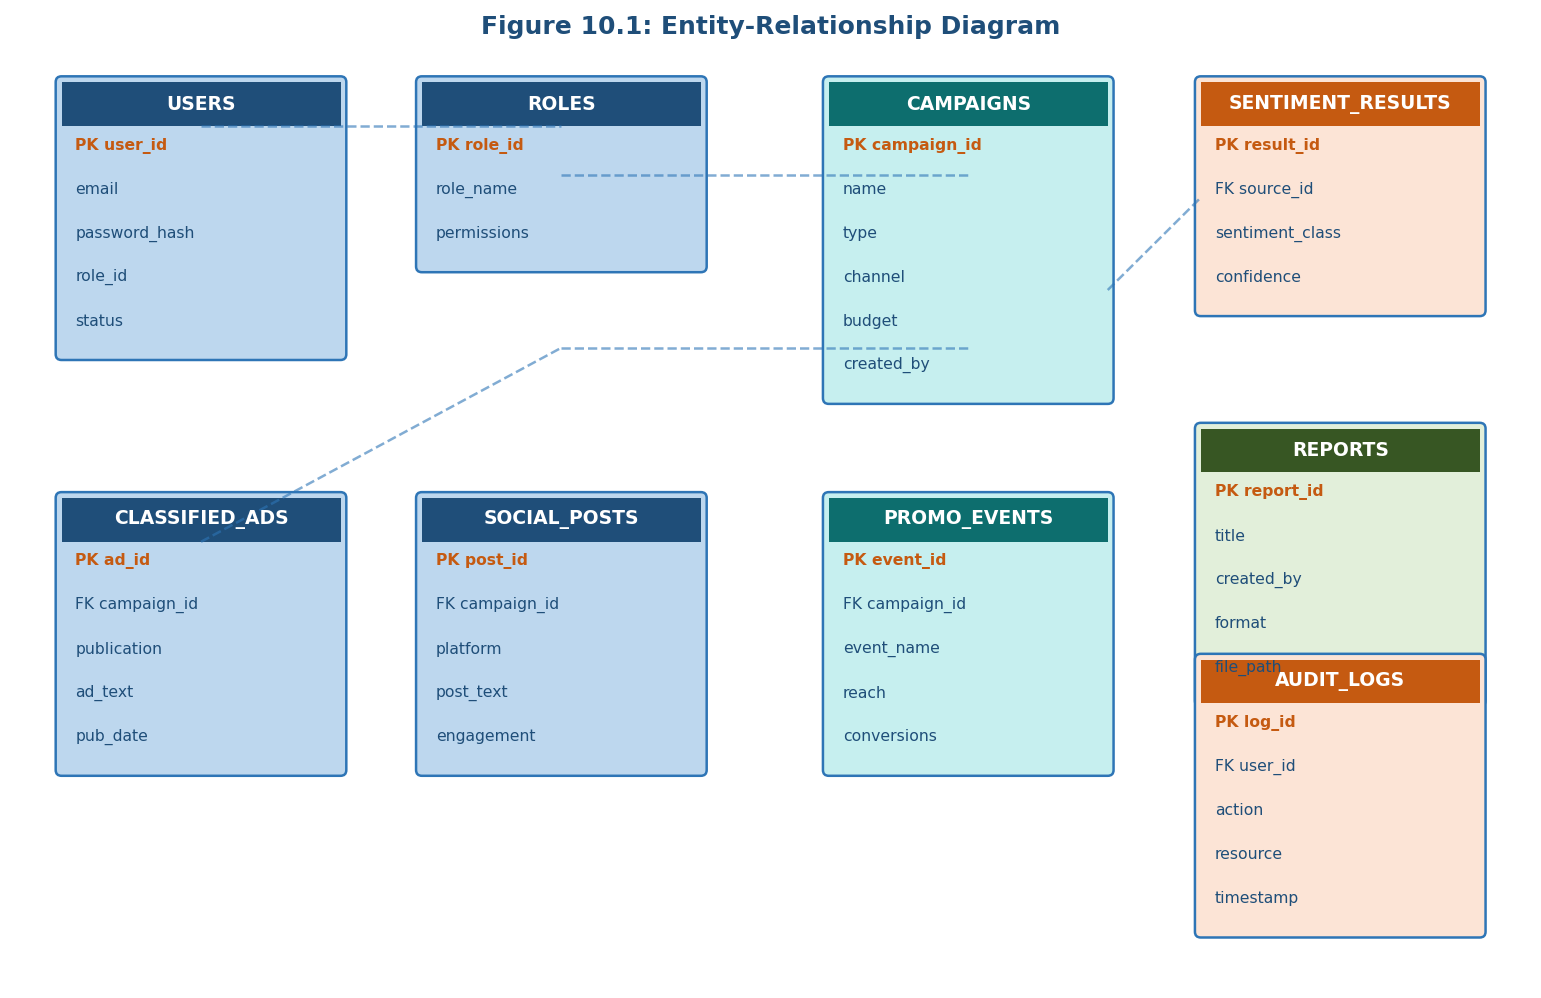 Figure 10.1: Entity-Relationship Diagram
USERS
PK user_id
email
password_hash
role_id
status
ROLES
PK role_id
role_name
permissions
CAMPAIGNS
PK campaign_id
name
type
channel
budget
created_by
SENTIMENT_RESULTS
PK result_id
FK source_id
sentiment_class
confidence
CLASSIFIED_ADS
PK ad_id
FK campaign_id
publication
ad_text
pub_date
SOCIAL_POSTS
PK post_id
FK campaign_id
platform
post_text
engagement
PROMO_EVENTS
PK event_id
FK campaign_id
event_name
reach
conversions
REPORTS
PK report_id
title
created_by
format
file_path
AUDIT_LOGS
PK log_id
FK user_id
action
resource
timestamp